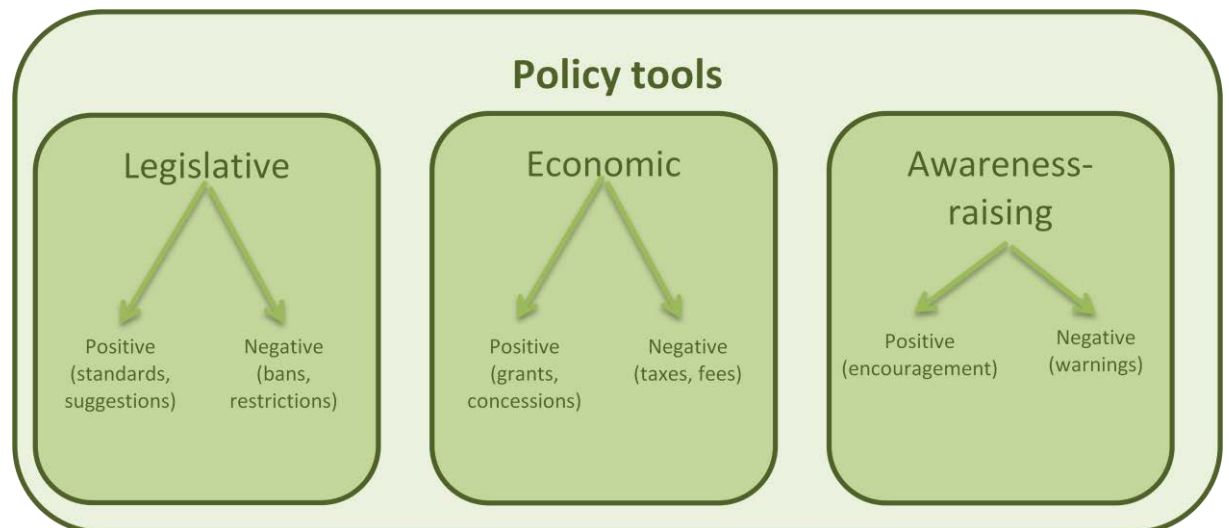 Policy tools
Legislative
Positive
(standards,
suggestions)
Negative
(bans,
restrictions)
Economic
Positive
(grants,
concessions)
Negative
(taxes, fees)
Awareness-
raising
Positive
(encouragement)
Negative
(warnings)